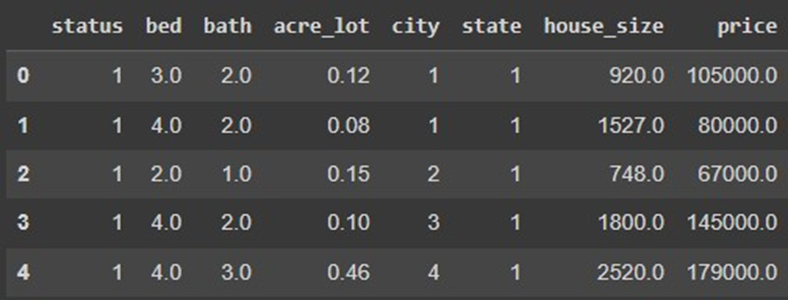 status bed bath acre_lot city state house_size price
0 1 3.0 2.0 0.12 1 1 920.0 105000.0
1 1 4.0 2.0 0.08 1 1 1527.0 80000.0
2 1 2.0 1.0 0.15 2 1 748.0 67000.0
3 1 4.0 2.0 0.10 3 1 1800.0 145000.0
4 1 4.0 3.0 0.46 4 1 2520.0 179000.0